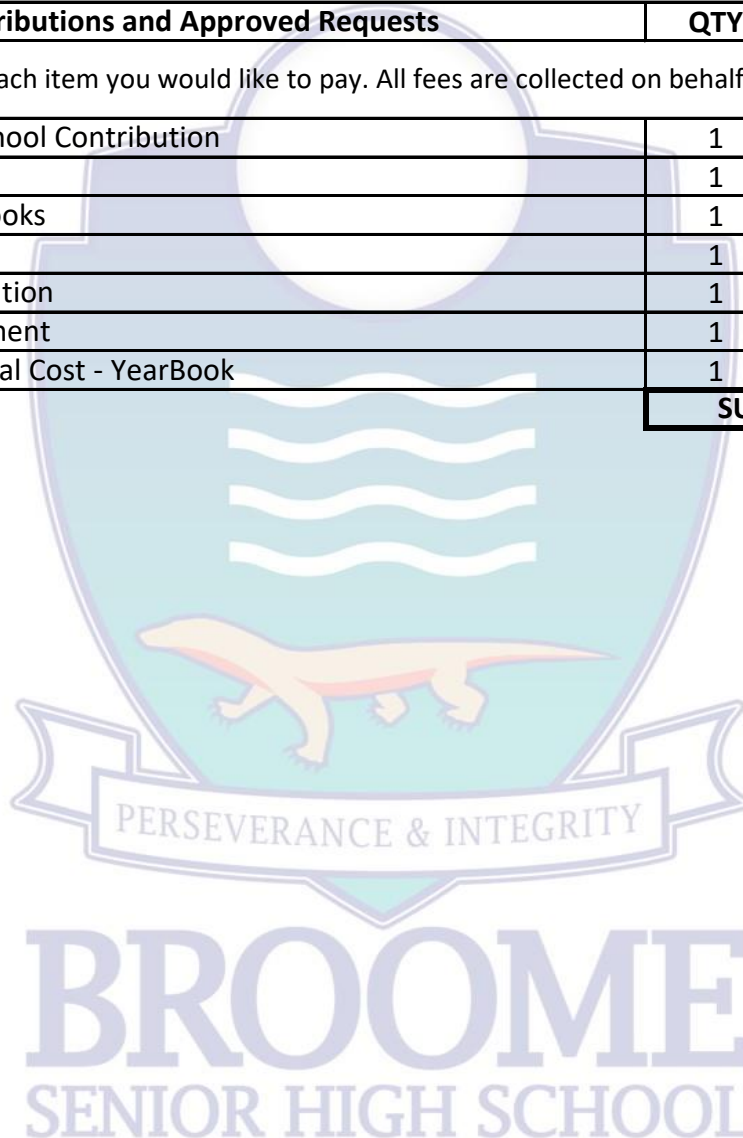 ributions and Approved Requests QTY
ach item you would like to pay. All fees are collected on behalf
hool Contribution 1
1
ooks 1
1
tion 1
ment 1
al Cost - YearBook 1
SU
PERSEVERANCE & INTEGRITY
BROOME
SENIOR HIGH SCHOOL